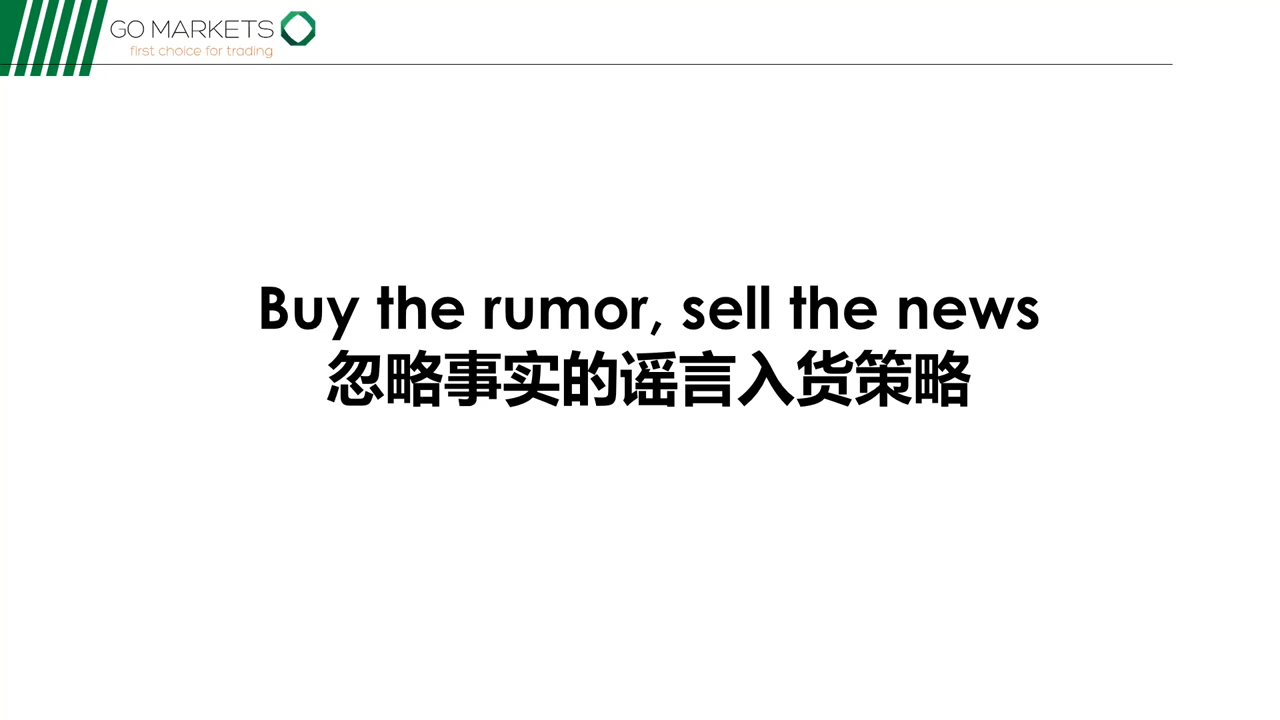 GO MARKETS
first choice for trading
Buy the rumor, sell the news
忽略事实的谣言入货策略